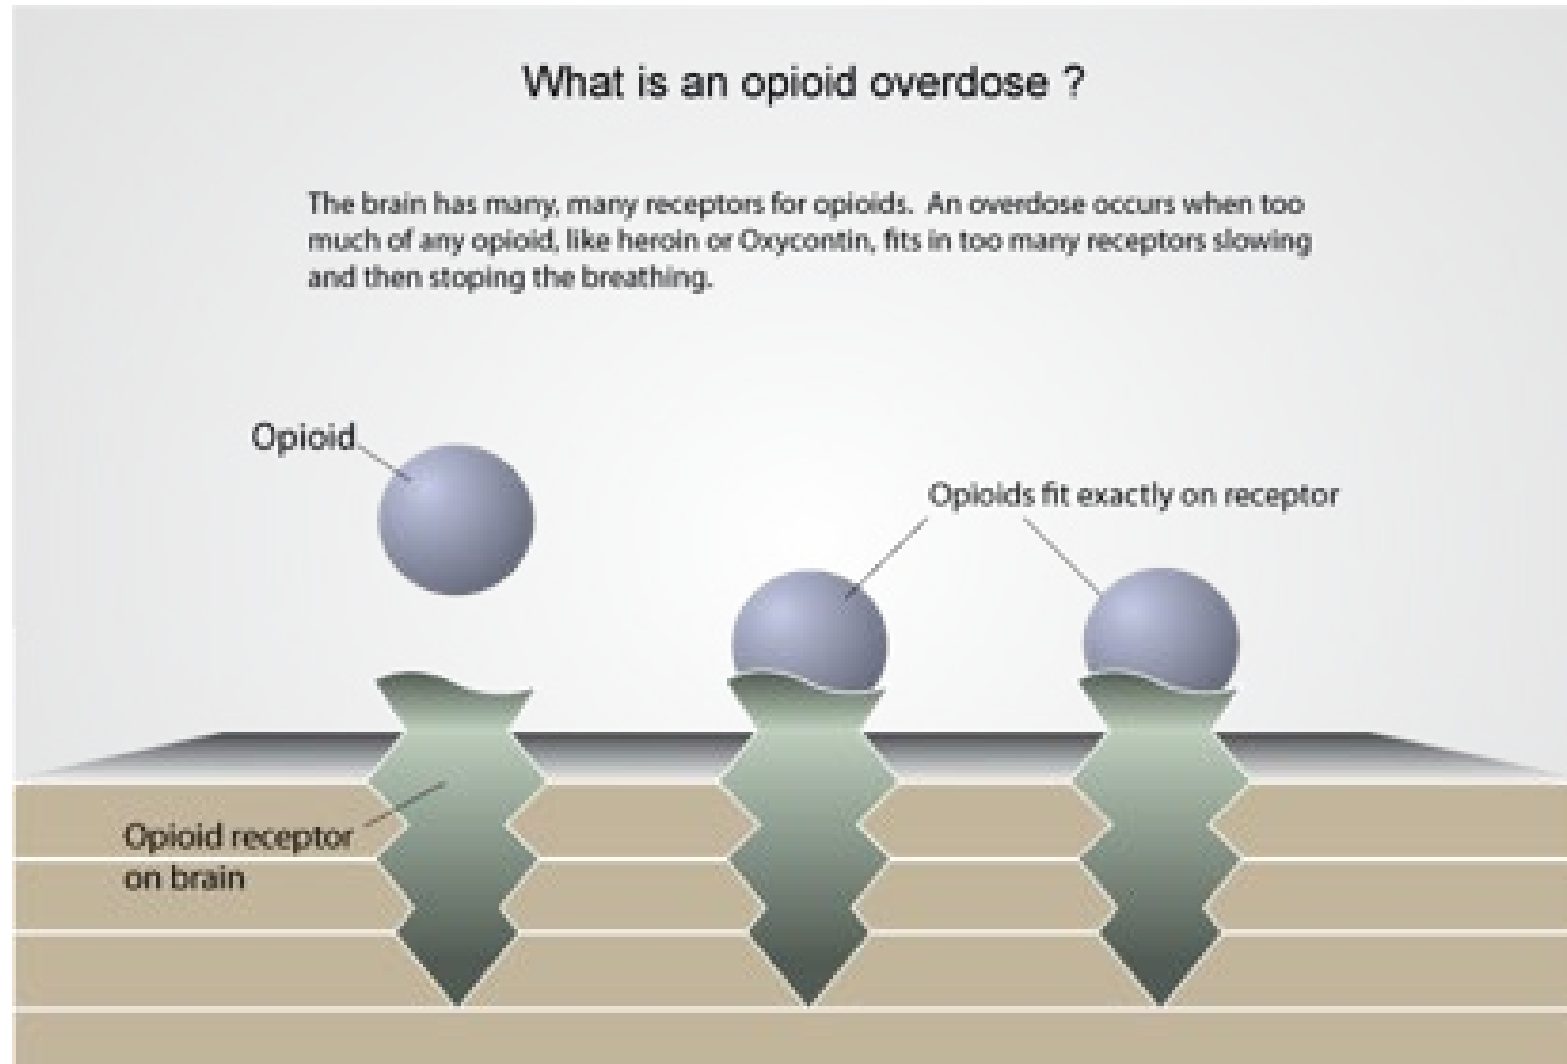 What is an opioid overdose ?
The brain has many, many receptors for opioids. An overdose occurs when too
much of any opioid, like heroin or Oxycontin, fits in too many receptors slowing
and then stoping the breathing.
Opioid
Opioids fit exactly on receptor
Opioid receptor
on brain